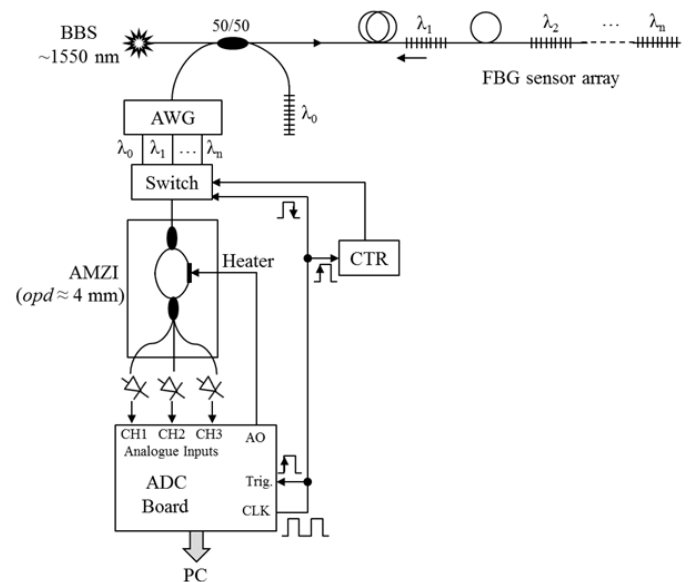 50/50
BBS
~1550 nm
λ1
λ2
...
λn
FBG sensor array
λ0
AWG
λ0 λ1 ... λn
Switch
CTR
Heater
AMZI
(opd ≈ 4 mm)
CH1 CH2 CH3 AO
Analogue Inputs
ADC
Board
Trig.
CLK
PC